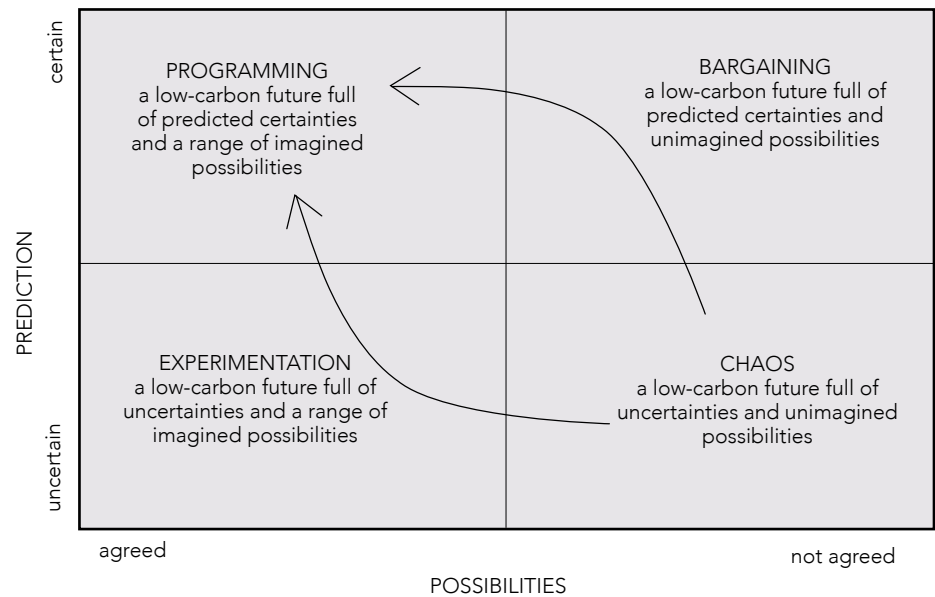 certain
PROGRAMMING
a low-carbon future full
of predicted certainties
and a range of imagined
possibilities
BARGAINING
a low-carbon future full of
predicted certainties and
unimagined possibilities
PREDICTION
EXPERIMENTATION
a low-carbon future full of
uncertainties and a range of
imagined possibilities
CHAOS
a low-carbon future full of
uncertainties and unimagined
possibilities
uncertain
agreed
not agreed
POSSIBILITIES